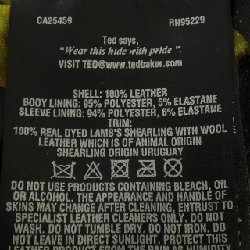 CA25459 RN95229
Ted says,
"Wear this hide with pride".
VISIT TED@www.tedbaker.com
SHELL: 100% LEATHER
BODY LINING: 95% POLYESTER, 5% ELASTANE
SLEEVE LINING: 94% POLYESTER, 6% ELASTANE
TRIM:
100% REAL DYED LAMB'S SHEARLING WITH WOOL
LEATHER WHICH IS OF ANIMAL ORIGIN
SHEARLING ORIGIN URUGUAY
DO NOT USE PRODUCTS CONTAINING BLEACH, OIL
OR ALCOHOL. THE APPEARANCE AND HANDLE OF
SKINS MAY CHANGE AFTER CLEANING. ENTRUST TO
SPECIALIST LEATHER CLEANERS ONLY. DO NOT
WASH. DO NOT TUMBLE DRY. DO NOT IRON. DO
NOT LEAVE IN DIRECT SUNLIGHT. PROTECT THIS